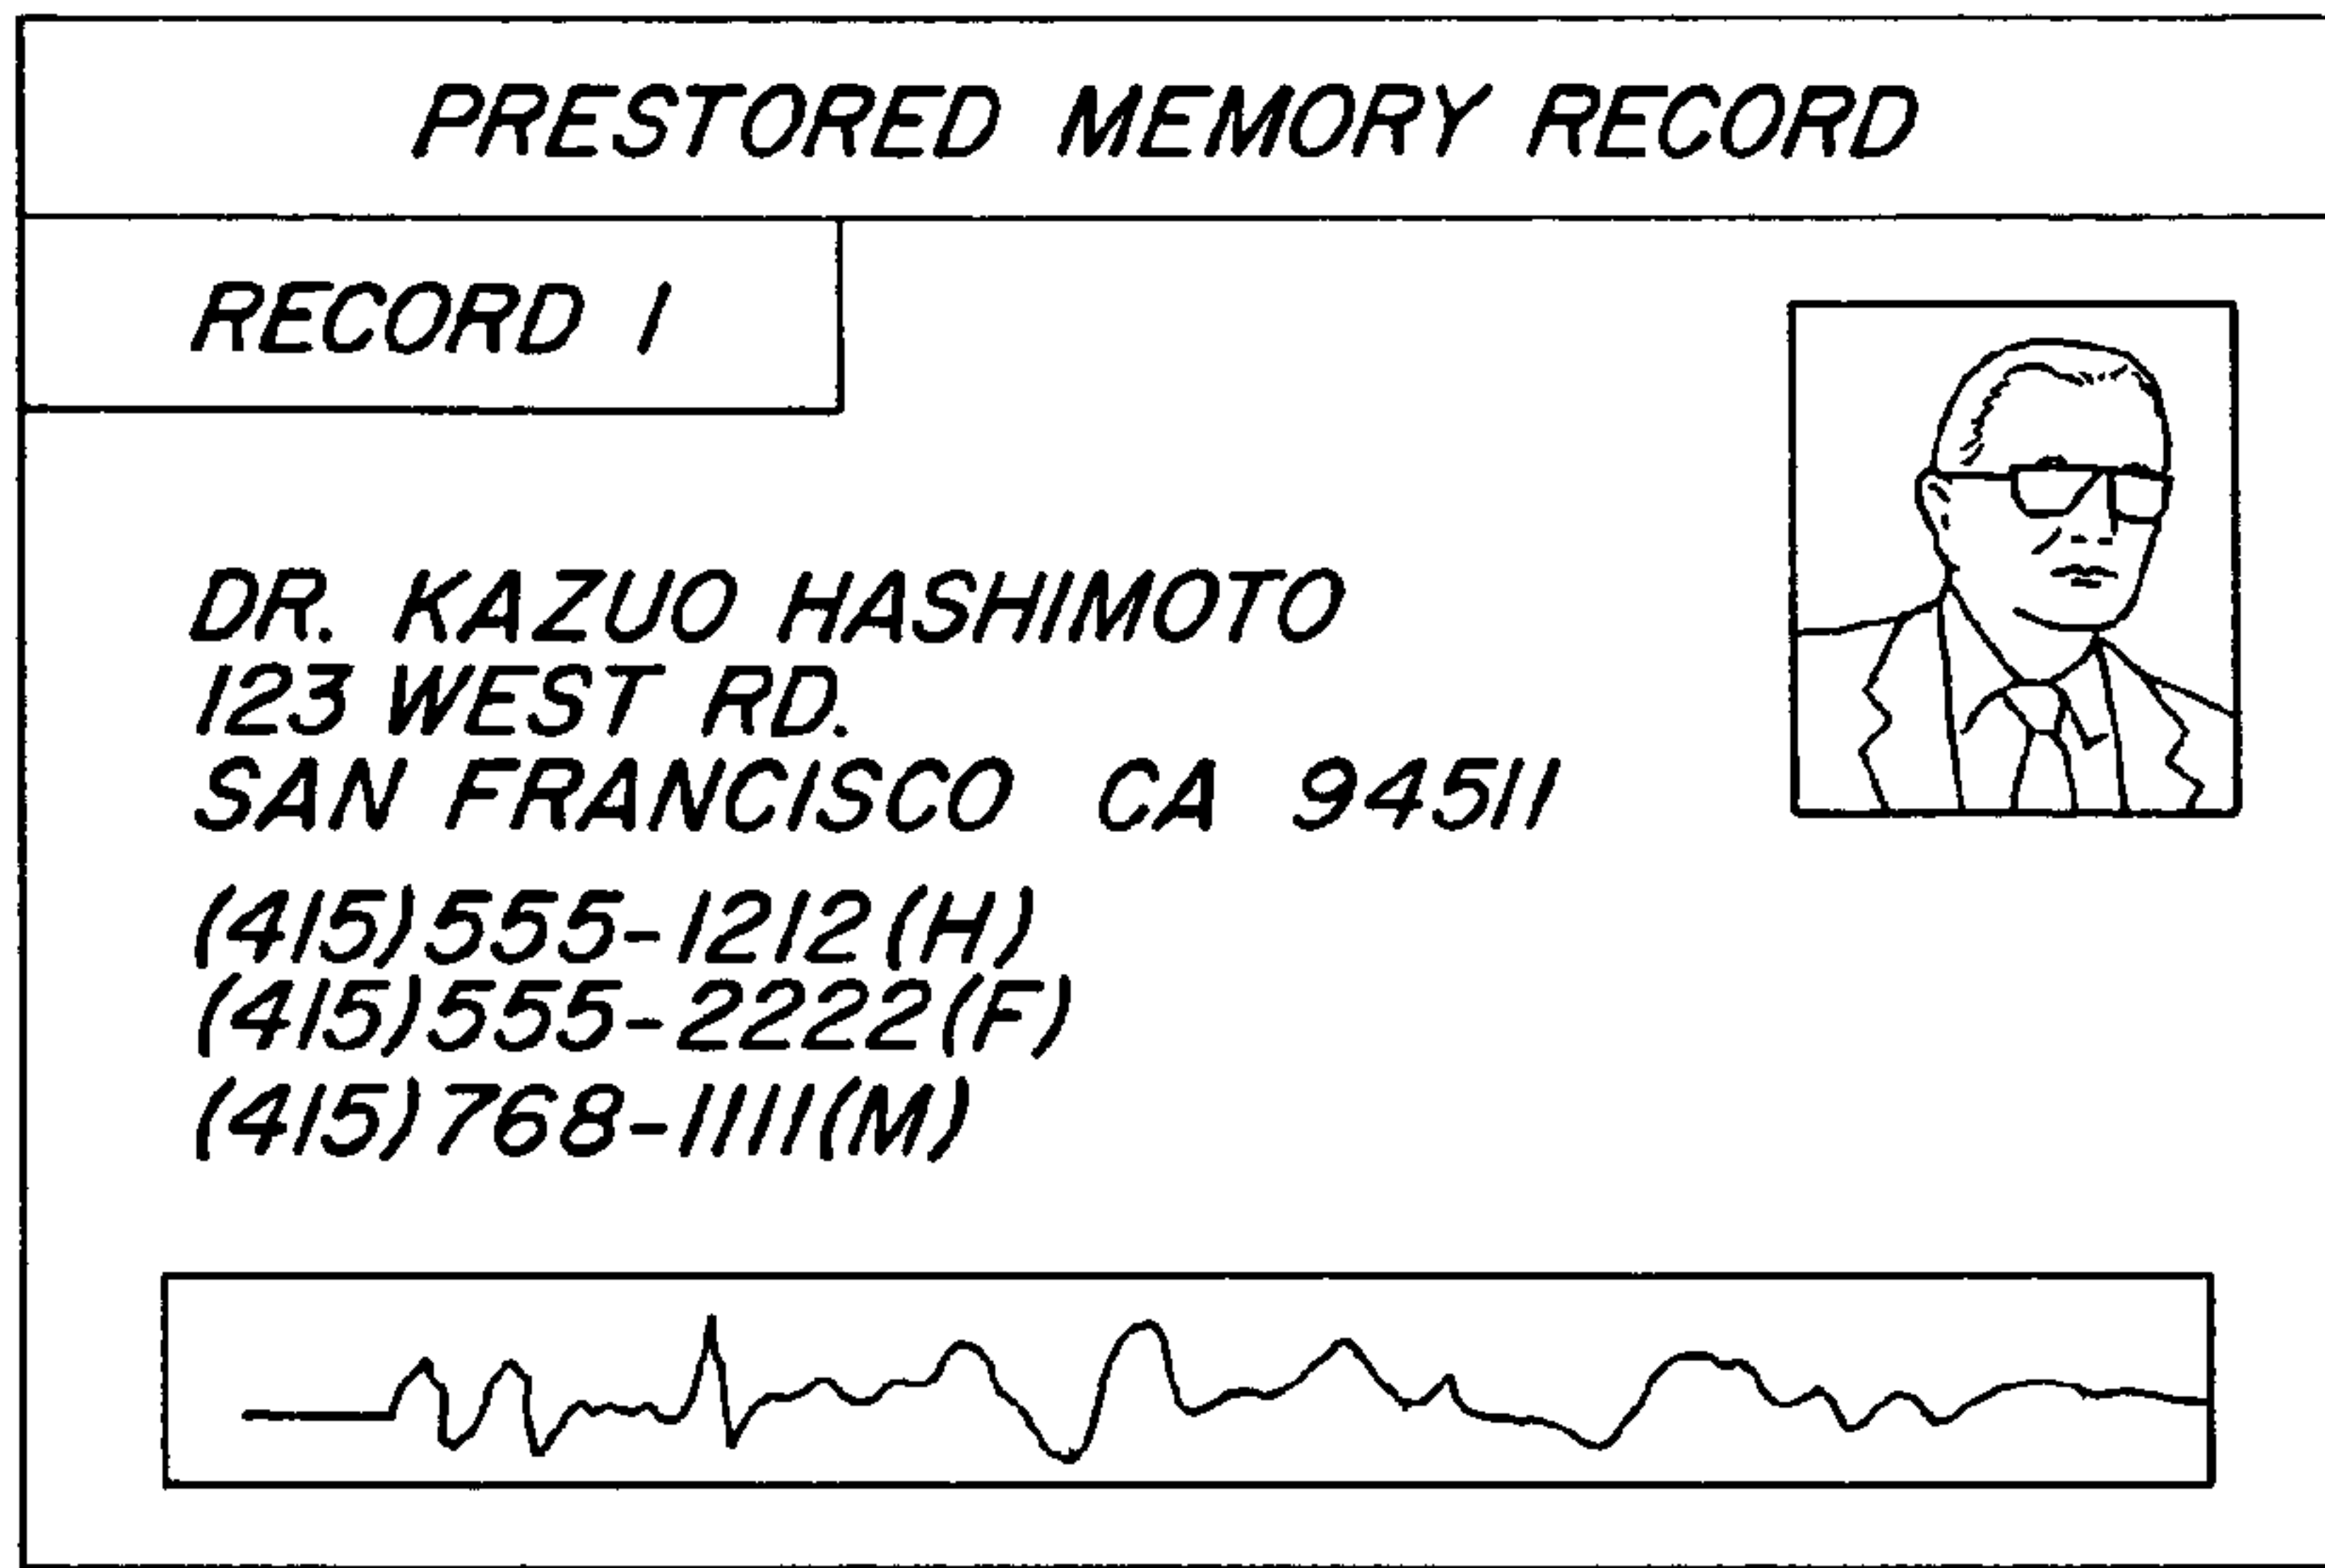 PRESTORED MEMORY RECORD
RECORD 1
DR. KAZUO HASHIMOTO
123 WEST RD.
SAN FRANCISCO CA 94511
(415)555-1212(H)
(415)555-2222(F)
(415)768-1111(M)